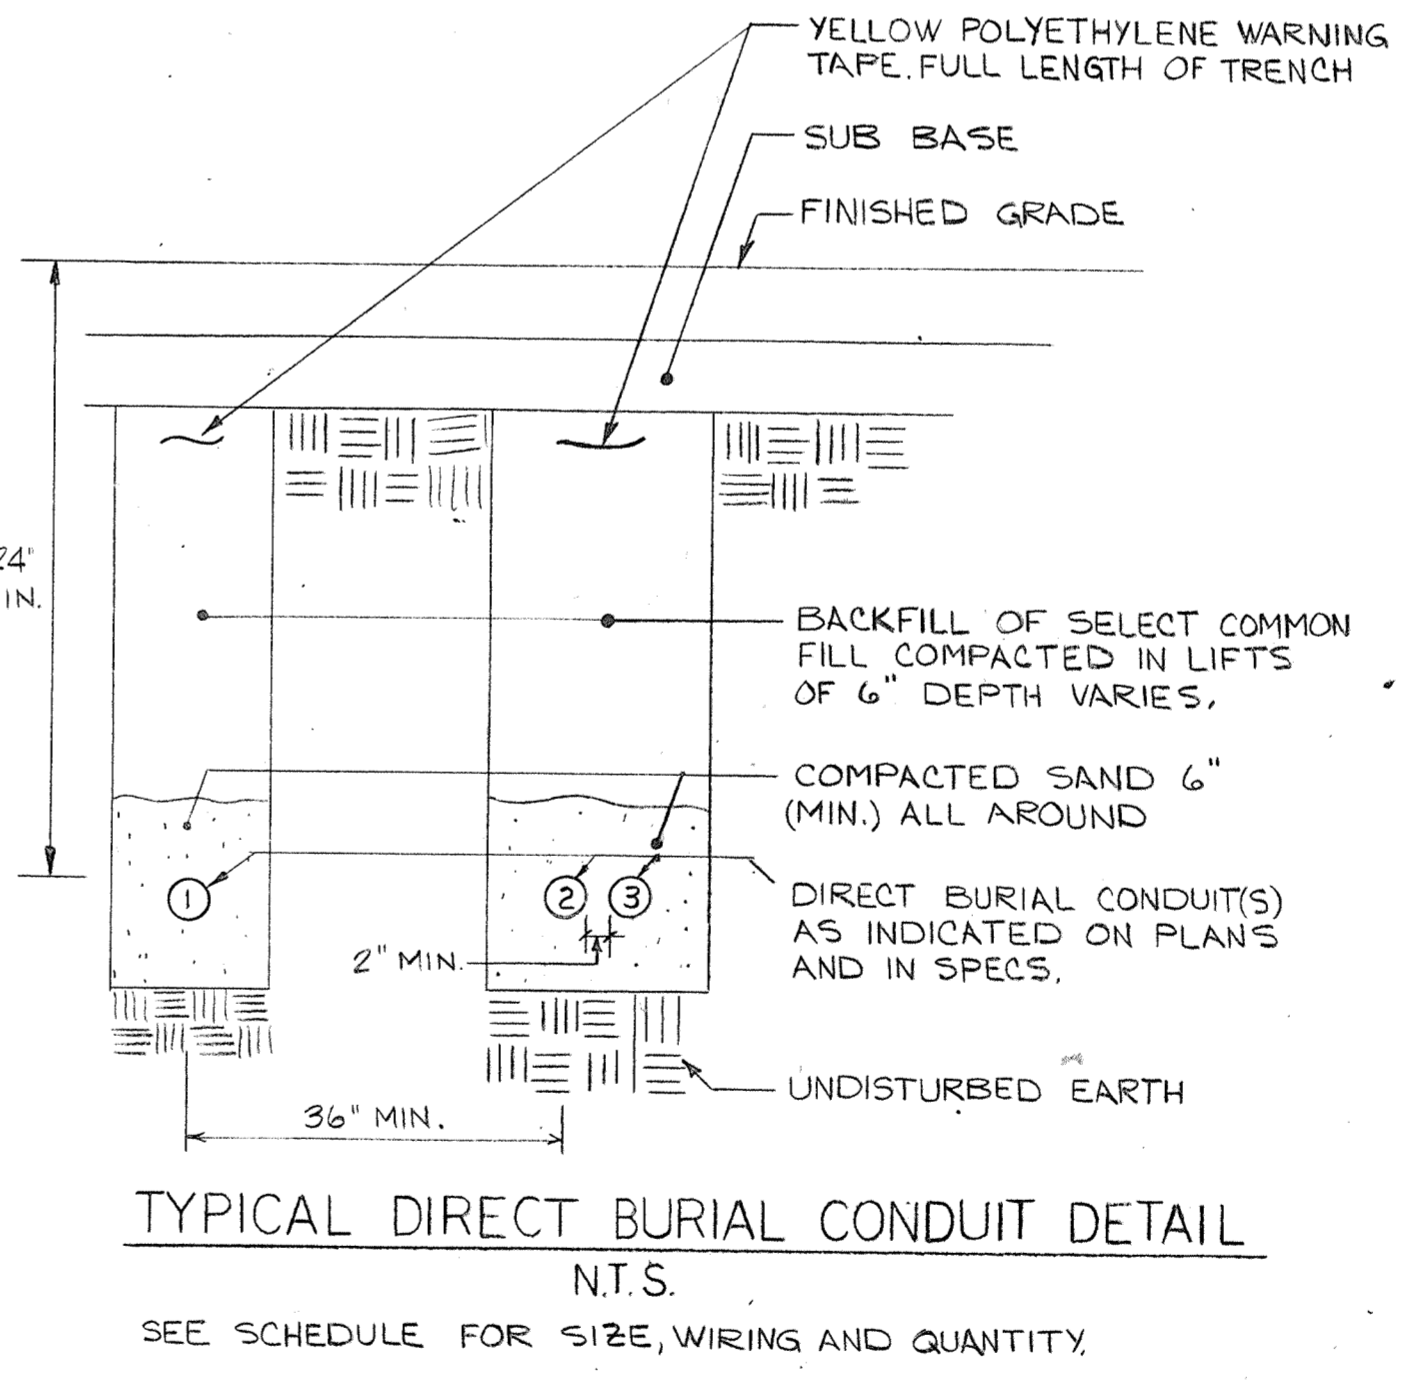 YELLOW POLYETHYLENE WARNING
TAPE. FULL LENGTH OF TRENCH
SUB BASE
FINISHED GRADE
24"
IN.
BACKFILL OF SELECT COMMON
FILL COMPACTED IN LIFTS
OF 6" DEPTH VARIES.
COMPACTED SAND 6"
(MIN.) ALL AROUND
1
2
3
DIRECT BURIAL CONDUIT(S)
AS INDICATED ON PLANS
AND IN SPECS.
2" MIN.
UNDISTURBED EARTH
36" MIN.
TYPICAL DIRECT BURIAL CONDUIT DETAIL
N.T.S.
SEE SCHEDULE FOR SIZE, WIRING AND QUANTITY.